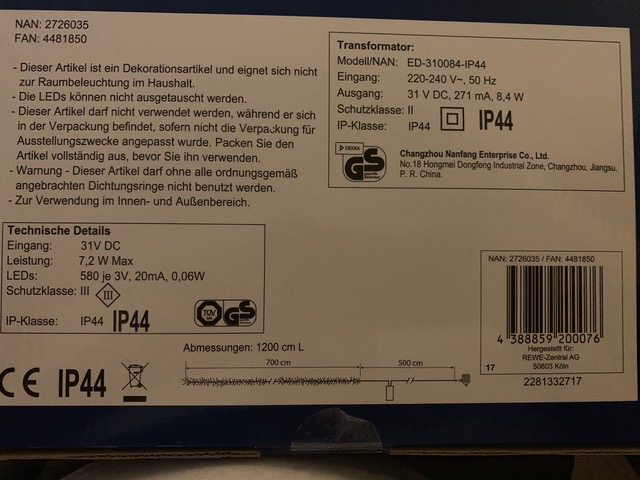 NAN: 2726035
FAN: 4481850
- Dieser Artikel ist ein Dekorationsartikel und eignet sich nicht
zur Raumbeleuchtung im Haushalt.
- Die LEDs können nicht ausgetauscht werden.
- Dieser Artikel darf nicht verwendet werden, während er sich
in der Verpackung befindet, sofern nicht die Verpackung für
Ausstellungszwecke angepasst wurde. Packen Sie den
Artikel vollständig aus, bevor Sie ihn verwenden.
- Warnung - Dieser Artikel darf ohne alle ordnungsgemäß
angebrachten Dichtungsringe nicht benutzt werden.
- Zur Verwendung im Innen- und Außenbereich.
Transformator:
Modell/NAN: ED-310084-IP44
Eingang: 220-240 V~, 50 Hz
Ausgang: 31 V DC, 271 mA, 8,4 W
Schutzklasse: II
IP-Klasse: IP44 IP44
DEKRA
GS
Changzhou Nanfang Enterprise Co., Ltd.
No.18 Hongmei Dongfeng Industrial Zone, Changzhou, Jiangsu,
P. R. China.
Technische Details
Eingang: 31V DC
Leistung: 7,2 W Max
LEDs: 580 je 3V, 20mA, 0,06W
Schutzklasse: III III
IP-Klasse: IP44 IP44
TÜV GS
CE IP44
Abmessungen: 1200 cm L
700 cm 500 cm
NAN: 2726035 / FAN: 4481850
4 388859 200076
Hergestellt für:
REWE-Zentral AG
17 50603 Köln
2281332717